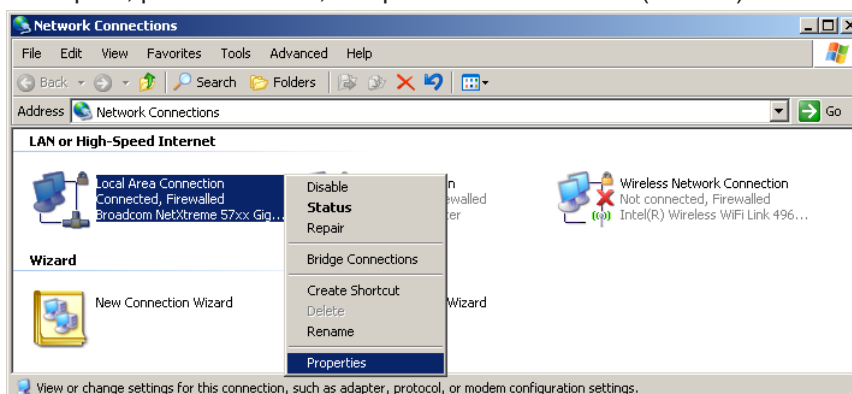 Network Connections
File Edit View Favorites Tools Advanced Help
Back Search Folders
Address Network Connections Go
LAN or High-Speed Internet
Local Area Connection
Connected, Firewalled
Broadcom NetXtreme 57xx Gig...
Disable
Status
Repair
Bridge Connections
Create Shortcut
Delete
Rename
Properties
Wireless Network Connection
Not connected, Firewalled
Intel(R) Wireless WiFi Link 496...
Wizard
New Connection Wizard
Wizard
View or change settings for this connection, such as adapter, protocol, or modem configuration settings.